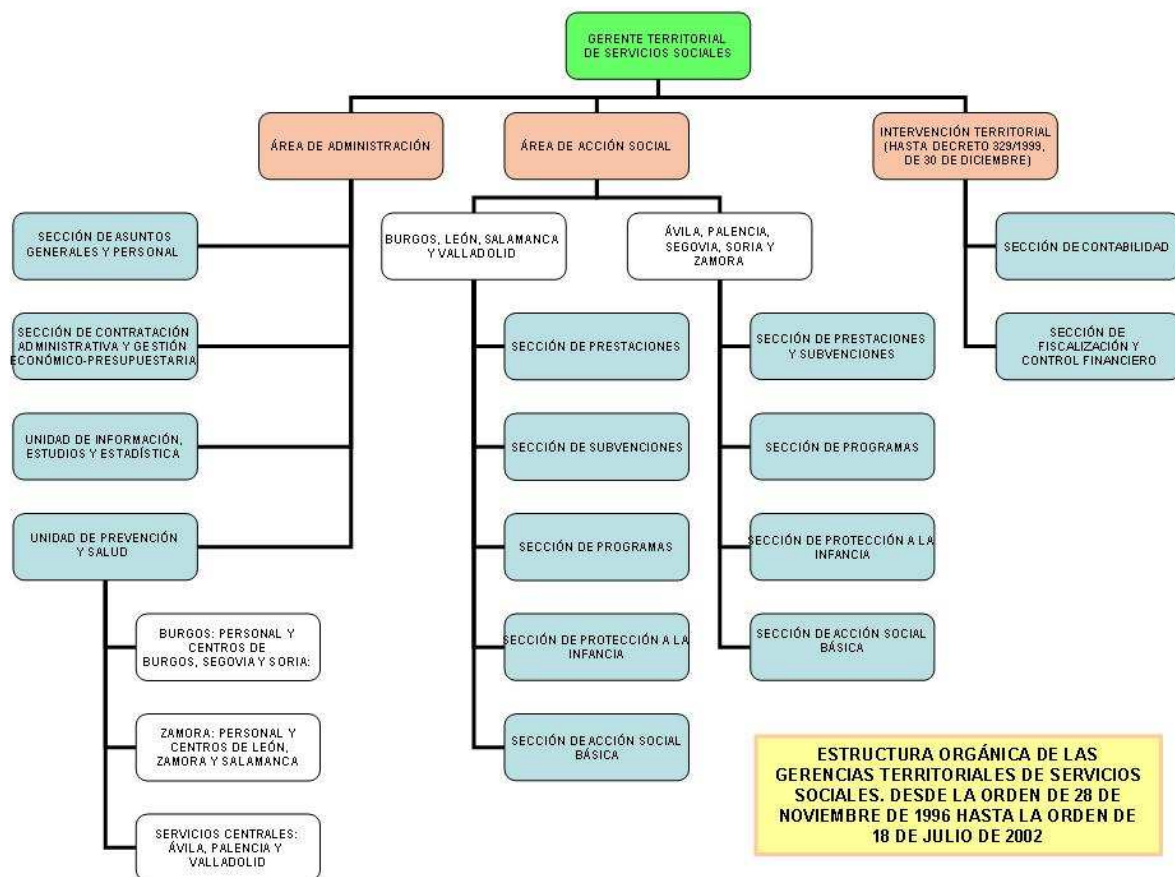 GERENTE TERRITORIAL
DE SERVICIOS SOCIALES
ÁREA DE ADMINISTRACIÓN
ÁREA DE ACCIÓN SOCIAL
INTERVENCIÓN TERRITORIAL
(HASTA DECRETO 329/1999,
DE 30 DE DICIEMBRE)
SECCIÓN DE ASUNTOS
GENERALES Y PERSONAL
SECCIÓN DE CONTRATACIÓN
ADMINISTRATIVA Y GESTIÓN
ECONÓMICO-PRESUPUESTARIA
UNIDAD DE INFORMACIÓN,
ESTUDIOS Y ESTADÍSTICA
UNIDAD DE PREVENCIÓN
Y SALUD
BURGOS: PERSONAL Y
CENTROS DE
BURGOS, SEGOVIA Y SORIA:
ZAMORA: PERSONAL Y
CENTROS DE LEÓN,
ZAMORA Y SALAMANCA
SERVICIOS CENTRALES:
ÁVILA, PALENCIA Y
VALLADOLID
BURGOS, LEÓN, SALAMANCA
Y VALLADOLID
SECCIÓN DE PRESTACIONES
SECCIÓN DE SUBVENCIONES
SECCIÓN DE PROGRAMAS
SECCIÓN DE PROTECCIÓN A LA
INFANCIA
SECCIÓN DE ACCIÓN SOCIAL
BÁSICA
ÁVILA, PALENCIA,
SEGOVIA, SORIA Y
ZAMORA
SECCIÓN DE PRESTACIONES
Y SUBVENCIONES
SECCIÓN DE PROGRAMAS
SECCIÓN DE PROTECCIÓN A LA
INFANCIA
SECCIÓN DE ACCIÓN SOCIAL
BÁSICA
SECCIÓN DE CONTABILIDAD
SECCIÓN DE
FISCALIZACIÓN Y
CONTROL FINANCIERO
ESTRUCTURA ORGÁNICA DE LAS
GERENCIAS TERRITORIALES DE SERVICIOS
SOCIALES. DESDE LA ORDEN DE 28 DE
NOVIEMBRE DE 1996 HASTA LA ORDEN DE
18 DE JULIO DE 2002